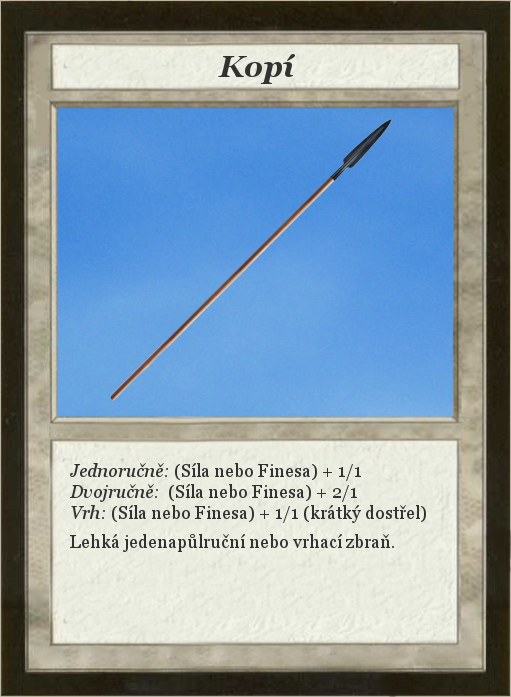 Kopí
Jednoručně: (Síla nebo Finesa) + 1/1
Dvojručně: (Síla nebo Finesa) + 2/1
Vrh: (Síla nebo Finesa) + 1/1 (krátký dostřel)
Lehká jedenapůlruční nebo vrhací zbraň.